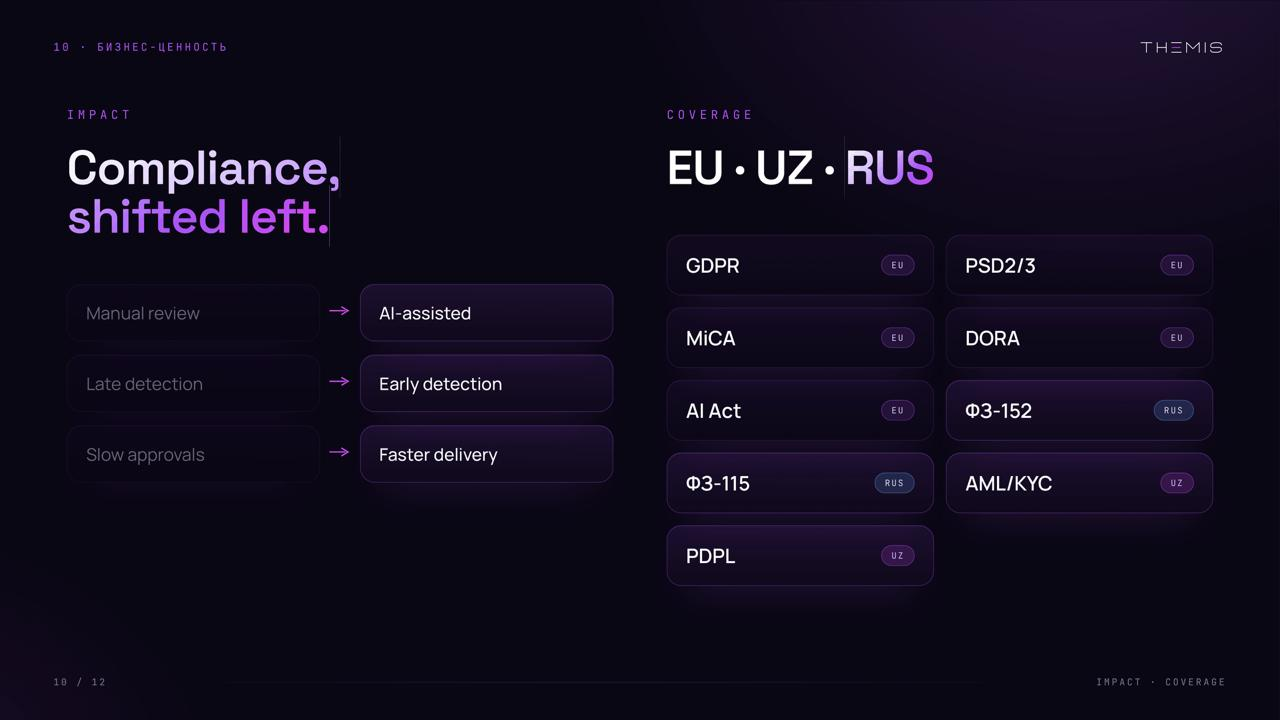 10 · БИЗНЕС-ЦЕННОСТЬ
THEMIS
IMPACT
Compliance,
shifted left.
Manual review → AI-assisted
Late detection → Early detection
Slow approvals → Faster delivery
COVERAGE
EU · UZ · RUS
GDPR EU
PSD2/3 EU
MiCA EU
DORA EU
AI Act EU
ФЗ-152 RUS
ФЗ-115 RUS
AML/KYC UZ
PDPL UZ
10 / 12
IMPACT · COVERAGE